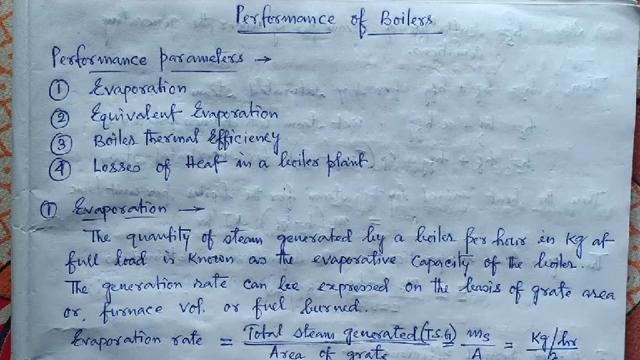 Performance of Boilers
Performance parameters →
① Evaporation
② Equivalent Evaporation
③ Boiler thermal Efficiency
④ Losses of Heat in a boiler plant.
① Evaporation →
The quantity of steam generated by a boiler per hour in Kg at
full load is known as the evaporative capacity of the boiler.
The generation rate can be expressed on the basis of grate area
or, furnace vol. or fuel burned.
Evaporation rate = Total steam generated (T.S.G) / Area of grate = ms / A = Kg/hr